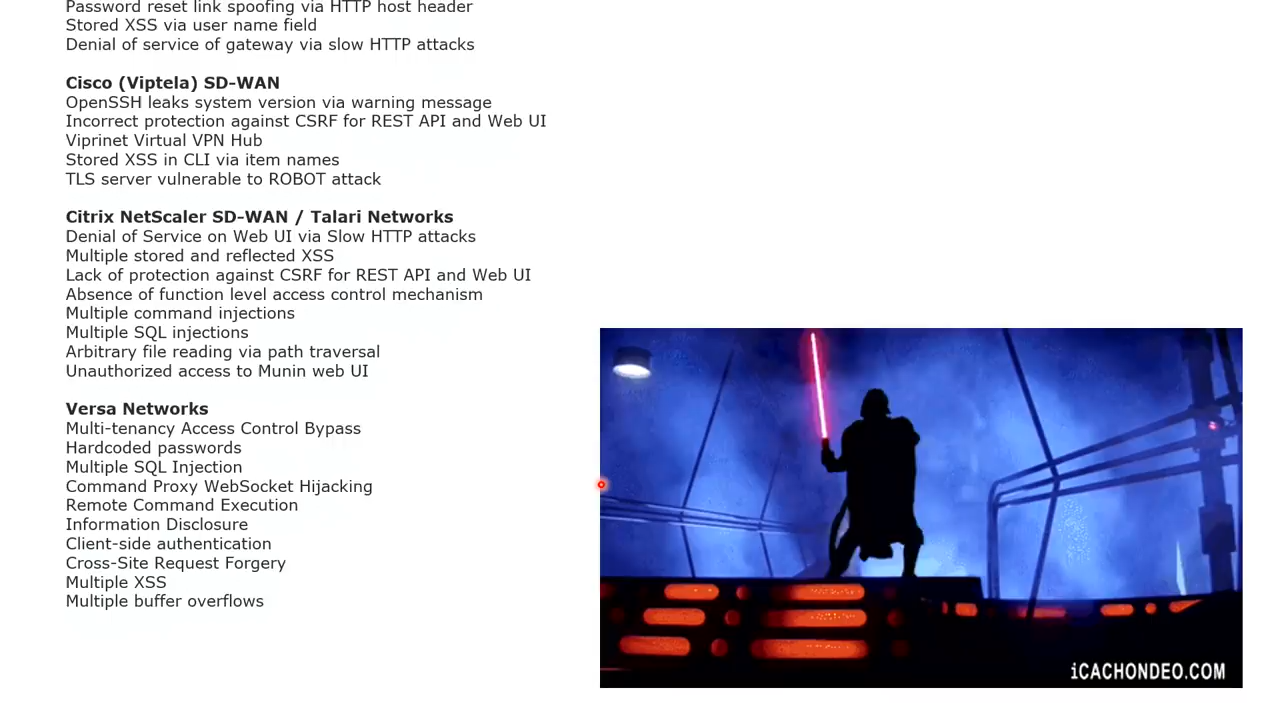 Password reset link spoofing via HTTP host header
Stored XSS via user name field
Denial of service of gateway via slow HTTP attacks
Cisco (Viptela) SD-WAN
OpenSSH leaks system version via warning message
Incorrect protection against CSRF for REST API and Web UI
Viprinet Virtual VPN Hub
Stored XSS in CLI via item names
TLS server vulnerable to ROBOT attack
Citrix NetScaler SD-WAN / Talari Networks
Denial of Service on Web UI via Slow HTTP attacks
Multiple stored and reflected XSS
Lack of protection against CSRF for REST API and Web UI
Absence of function level access control mechanism
Multiple command injections
Multiple SQL injections
Arbitrary file reading via path traversal
Unauthorized access to Munin web UI
Versa Networks
Multi-tenancy Access Control Bypass
Hardcoded passwords
Multiple SQL Injection
Command Proxy WebSocket Hijacking
Remote Command Execution
Information Disclosure
Client-side authentication
Cross-Site Request Forgery
Multiple XSS
Multiple buffer overflows
iCACHONDEO.COM